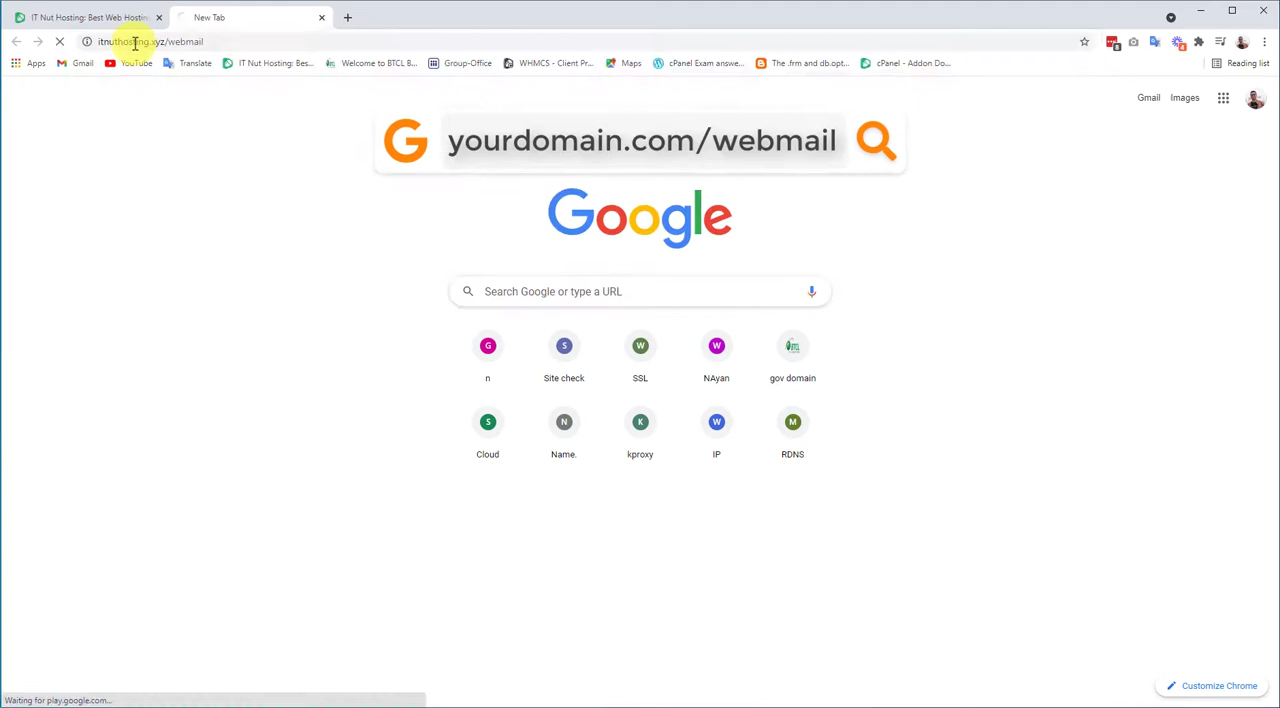 IT Nut Hosting: Best Web Hostin
New Tab
itnuthosting.xyz/webmail
8
4
Apps
Gmail
YouTube
Translate
IT Nut Hosting: Bes...
Welcome to BTCL B...
Group-Office
WHMCS - Client Pr...
Maps
cPanel Exam answe...
The .frm and db.opt...
cPanel - Addon Do...
Reading list
Gmail
Images
G yourdomain.com/webmail
Google
Search Google or type a URL
G
S
W
W
n
Site check
SSL
NAyan
gov domain
S
N
K
W
M
Cloud
Name.
kproxy
IP
RDNS
Customize Chrome
Waiting for play.google.com...